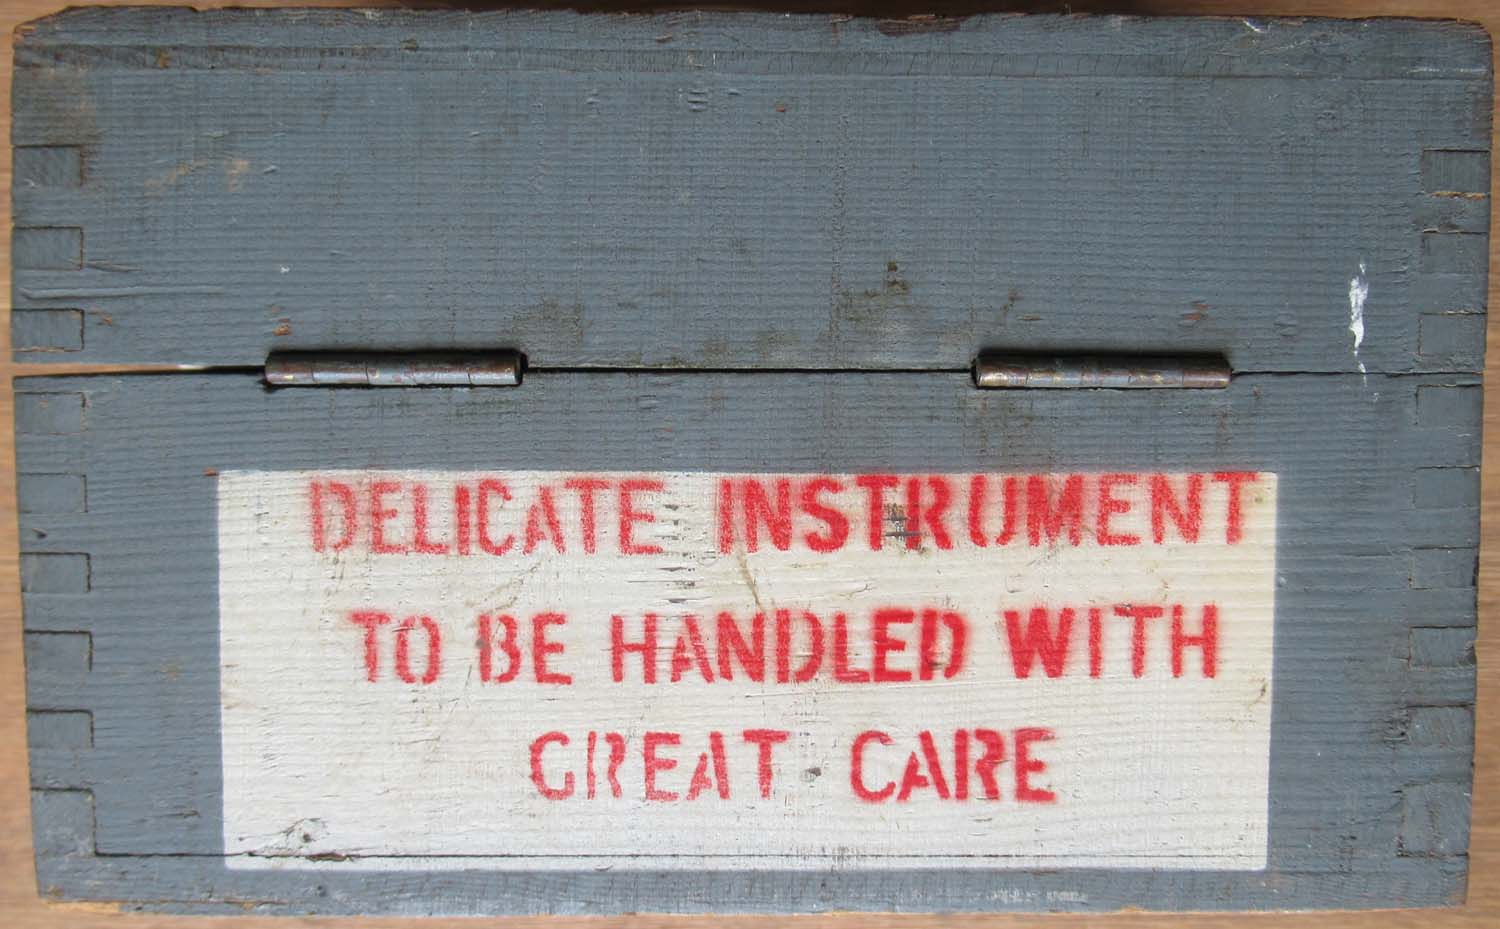 DELICATE INSTRUMENT
TO BE HANDLED WITH
GREAT CARE